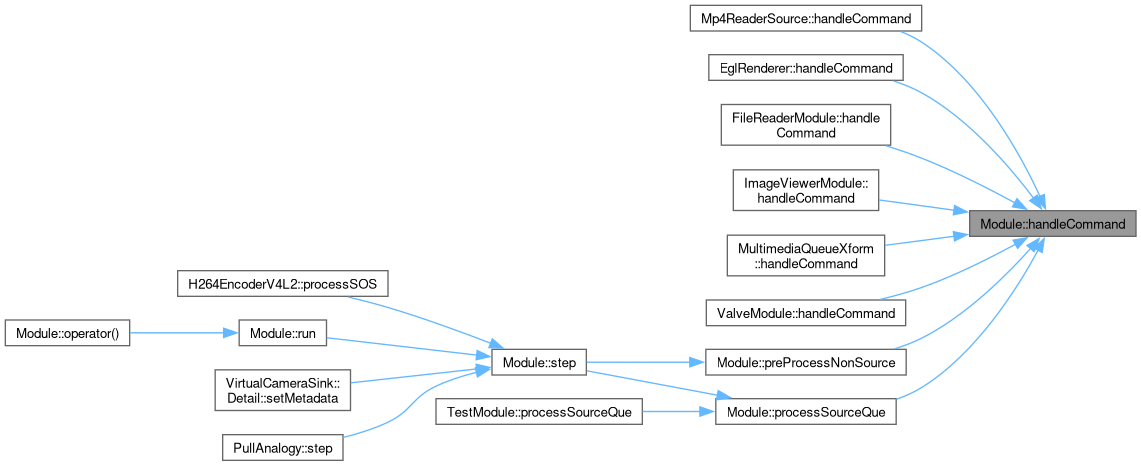 Mp4ReaderSource::handleCommand
EglRenderer::handleCommand
FileReaderModule::handle
Command
ImageViewerModule::
handleCommand
Module::handleCommand
MultimediaQueueXform
::handleCommand
H264EncoderV4L2::processSOS
ValveModule::handleCommand
Module::operator()
Module::run
Module::step
Module::preProcessNonSource
VirtualCameraSink::
Detail::setMetadata
TestModule::processSourceQue
Module::processSourceQue
PullAnalogy::step